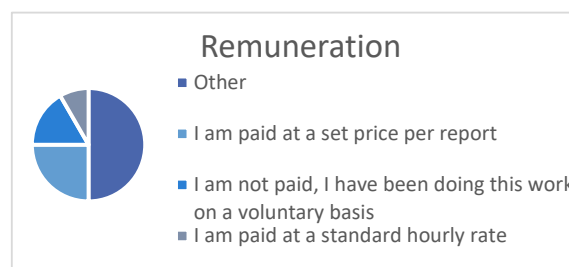 Remuneration
Other
I am paid at a set price per report
I am not paid, I have been doing this work
on a voluntary basis
I am paid at a standard hourly rate